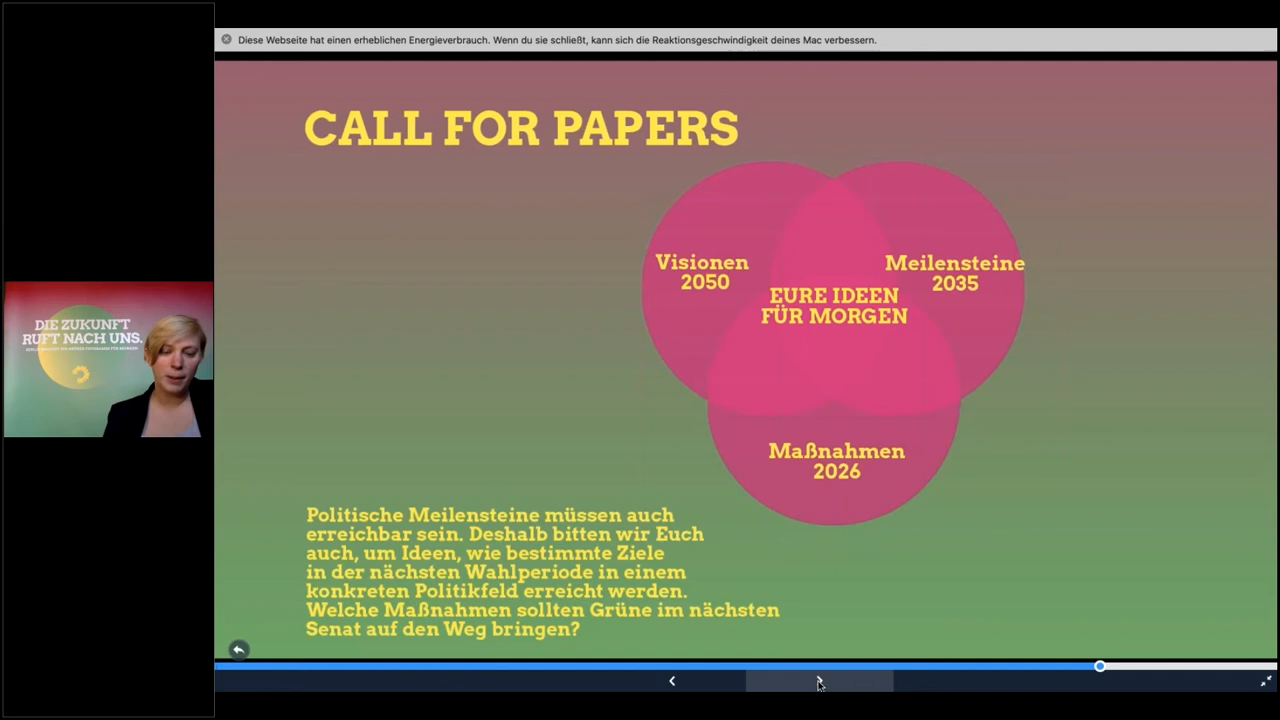 Diese Webseite hat einen erheblichen Energieverbrauch. Wenn du sie schließt, kann sich die Reaktionsgeschwindigkeit deines Mac verbessern.
CALL FOR PAPERS
Visionen
2050
Meilensteine
2035
EURE IDEEN
FÜR MORGEN
Maßnahmen
2026
Politische Meilensteine müssen auch
erreichbar sein. Deshalb bitten wir Euch
auch, um Ideen, wie bestimmte Ziele
in der nächsten Wahlperiode in einem
konkreten Politikfeld erreicht werden.
Welche Maßnahmen sollten Grüne im nächsten
Senat auf den Weg bringen?
DIE ZUKUNFT
RUFT NACH UNS.